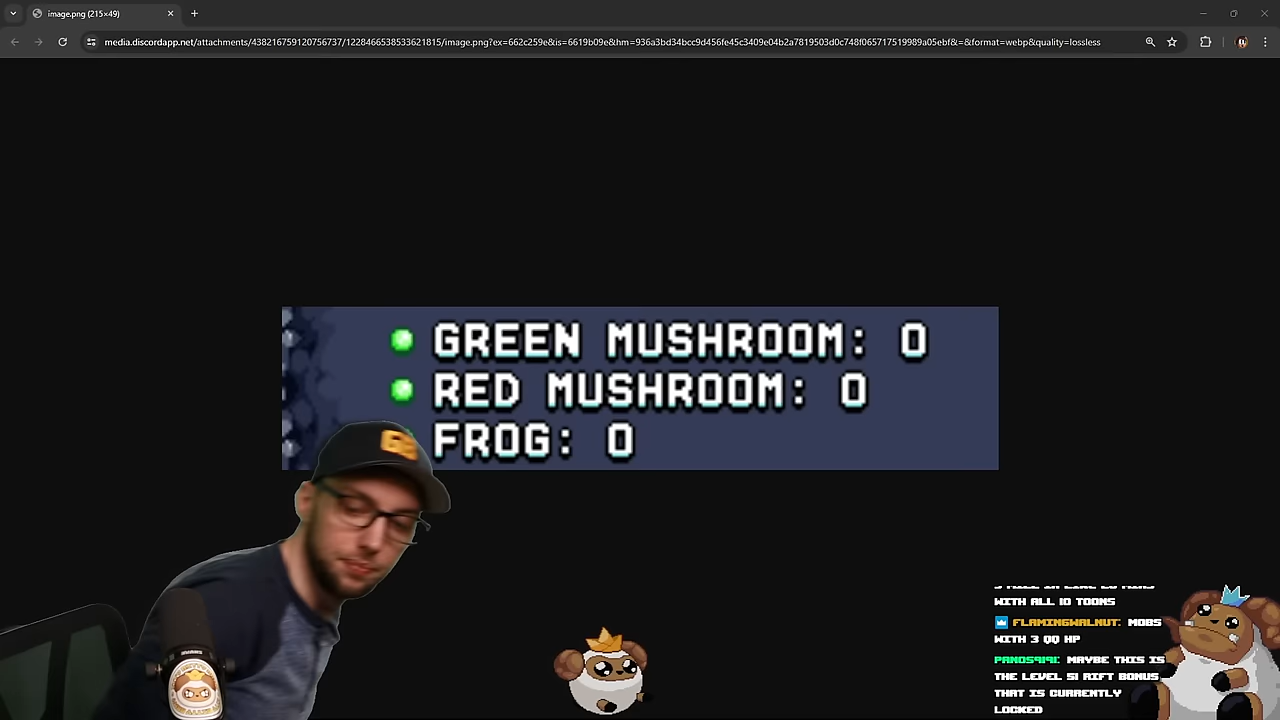 image.png (215×49)
media.discordapp.net/attachments/438216759120756737/1228466538533621815/image.png?ex=662c259e&is=6619b09e&hm=936a3bd34bcc9d456fe45c3409e04b2a7819503d0c748f065717519989a05ebf&=&format=webp&quality=lossless
GREEN MUSHROOM: 0
RED MUSHROOM: 0
FROG: 0
WITH ALL 10 TOONS
FLAMINGWALNUT: MOBS
WITH 3 QQ HP
PANOS9191: MAYBE THIS IS
THE LEVEL 51 RIFT BONUS
THAT IS CURRENTLY
LOCKED